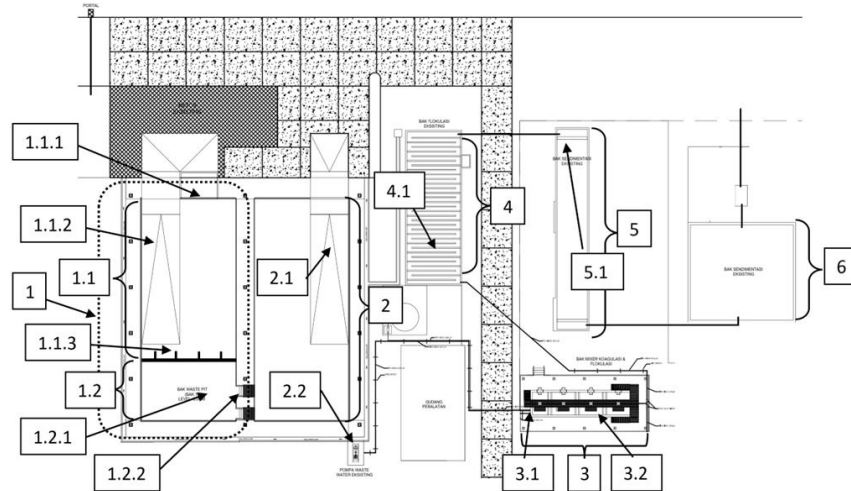 PORTAL
EKSISTING
1.1.1
1.1.2
1.1
1
1.1.3
1.2
1.2.1
1.2.2
BAK WASTE PIT
2.1
2
2.2
POMPA WASTE
WATER EKSISTING
BAK FLOKULASI
EKSISTING
4.1
4
GUDANG
PERALATAN
BAK SENDIMENTASI
EKSISTING
5
5.1
BAK SENDIMENTASI
EKSISTING
6
BAK MIXER KOAGULASI &
FLOKULASI
3.1
3
3.2